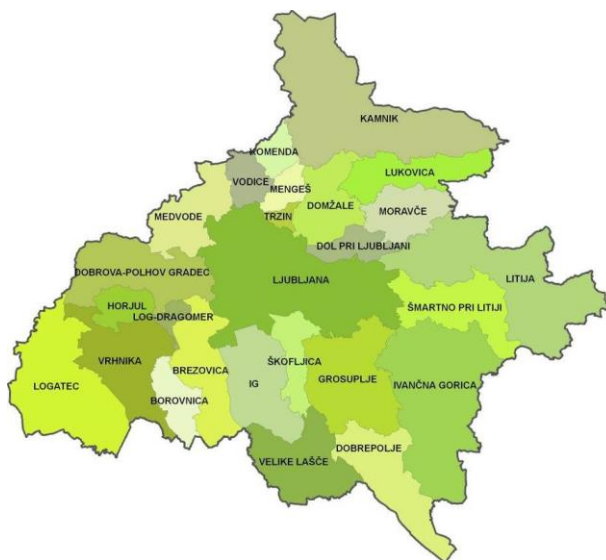 KAMNIK
KOMENDA
LUKOVICA
VODICE
MENGEŠ
DOMŽALE
MORAVČE
MEDVODE
TRZIN
DOL PRI LJUBLJANI
DOBROVA-POLHOV GRADEC
LJUBLJANA
LITIJA
HORJUL
ŠMARTNO PRI LITIJI
LOG-DRAGOMER
VRHNIKA
ŠKOFLJICA
BREZOVICA
LOGATEC
IG
GROSUPLJE
IVANČNA GORICA
BOROVNICA
DOBREPOLJE
VELIKE LAŠČE